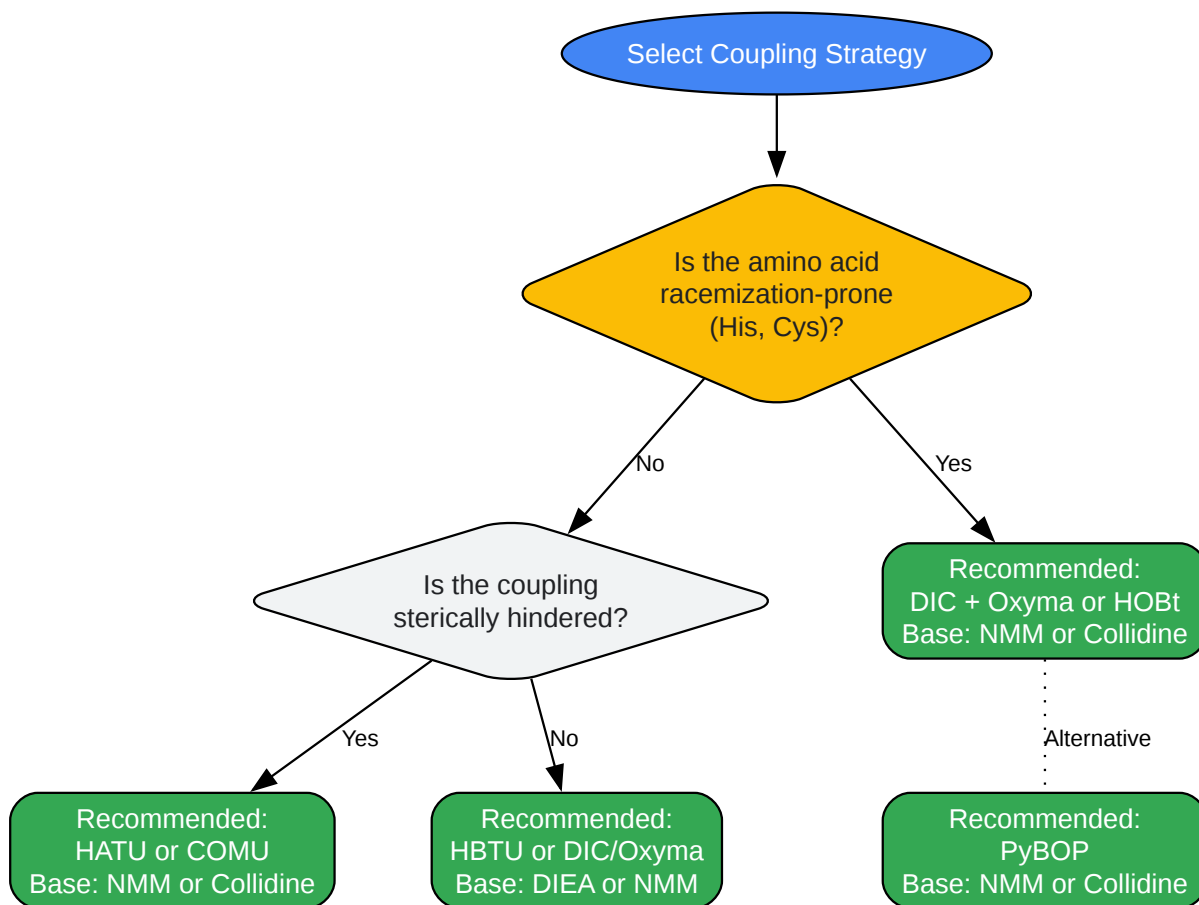 Select Coupling Strategy
Is the amino acid
racemization-prone
(His, Cys)?
No
Yes
Is the coupling
sterically hindered?
Recommended:
DIC + Oxyma or HOBt
Base: NMM or Collidine
Yes
No
Alternative
Recommended:
HATU or COMU
Base: NMM or Collidine
Recommended:
HBTU or DIC/Oxyma
Base: DIEA or NMM
Recommended:
PyBOP
Base: NMM or Collidine